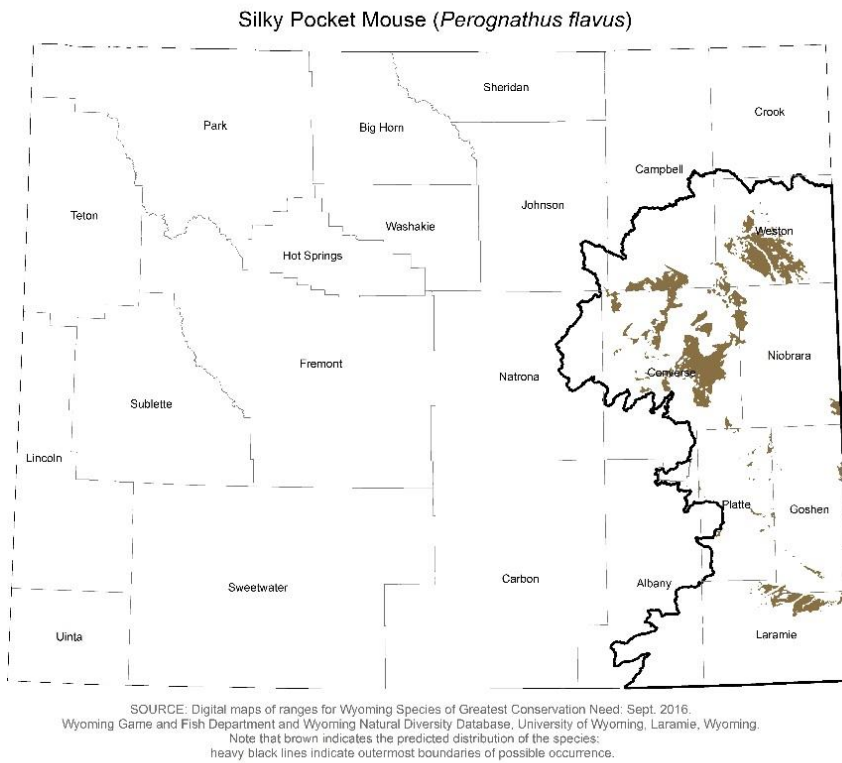 Silky Pocket Mouse (Perognathus flavus)
Sheridan
Crook
Park
Big Horn
Campbell
Johnson
Teton
Washakie
Weston
Hot Springs
Fremont
Niobrara
Natrona
Converse
Sublette
Lincoln
Platte
Goshen
Sweetwater
Carbon
Albany
Uinta
Laramie
SOURCE: Digital maps of ranges for Wyoming Species of Greatest Conservation Need: Sept. 2016.
Wyoming Game and Fish Department and Wyoming Natural Diversity Database, University of Wyoming, Laramie, Wyoming.
Note that brown indicates the predicted distribution of the species:
heavy black lines indicate outermost boundaries of possible occurrence.